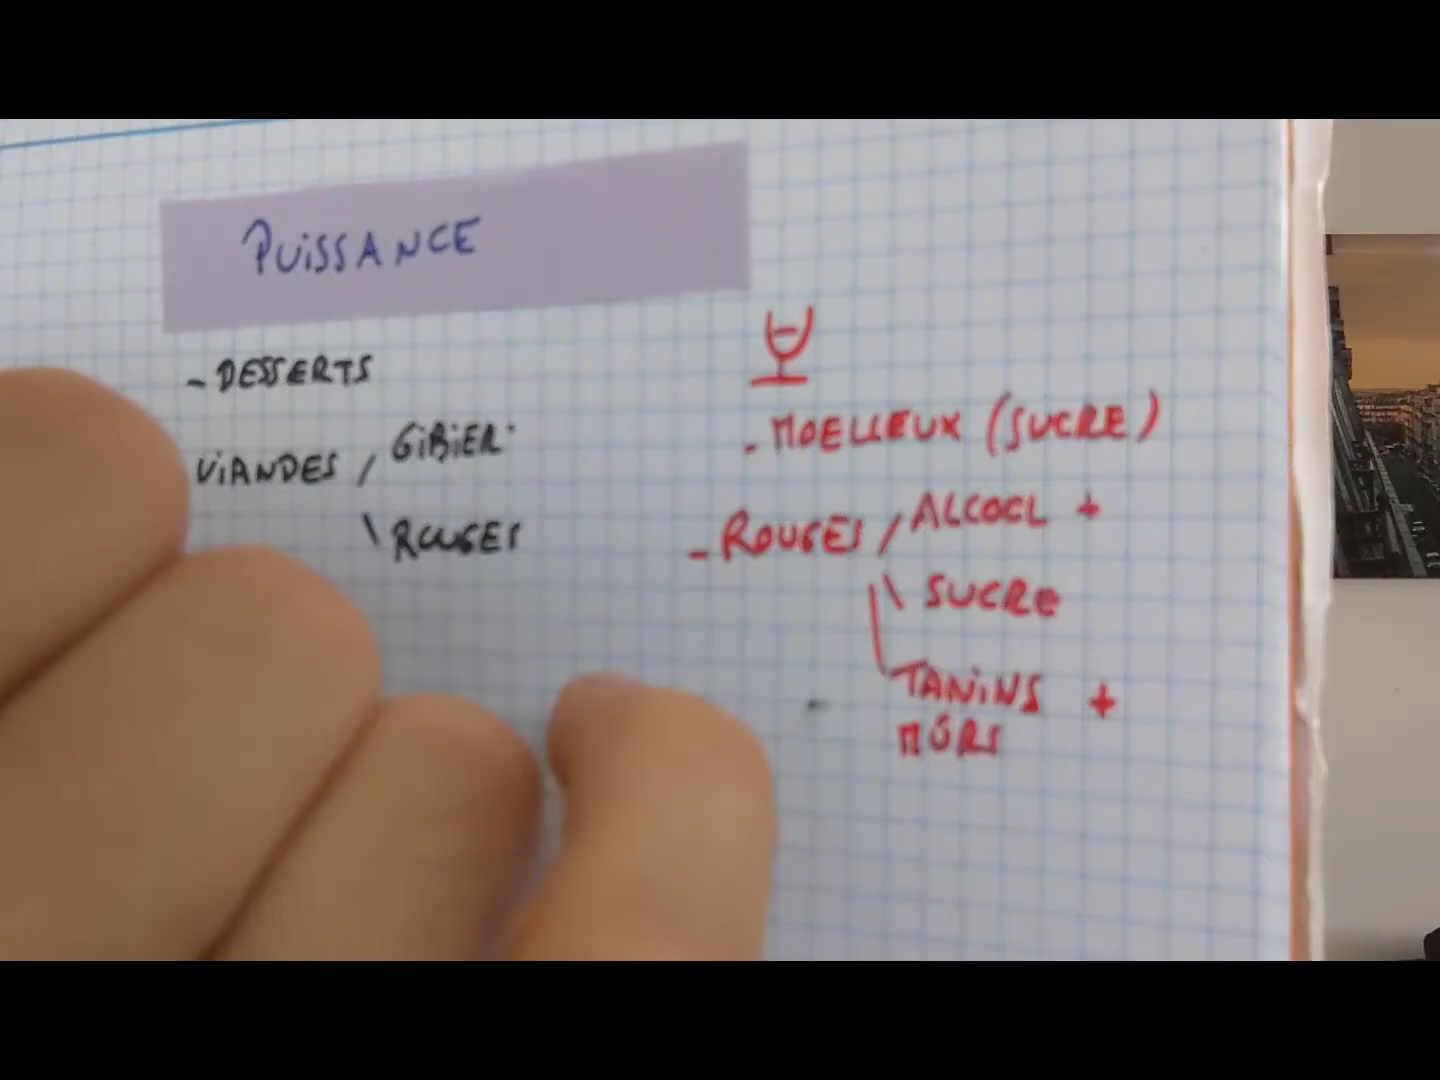 PUISSANCE
- DESSERTS
VIANDES / GIBIER
\ ROUGES
- MOELLEUX (SUCRE)
- ROUGES / ALCOOL +
\ SUCRE
TANINS +
MÛRS